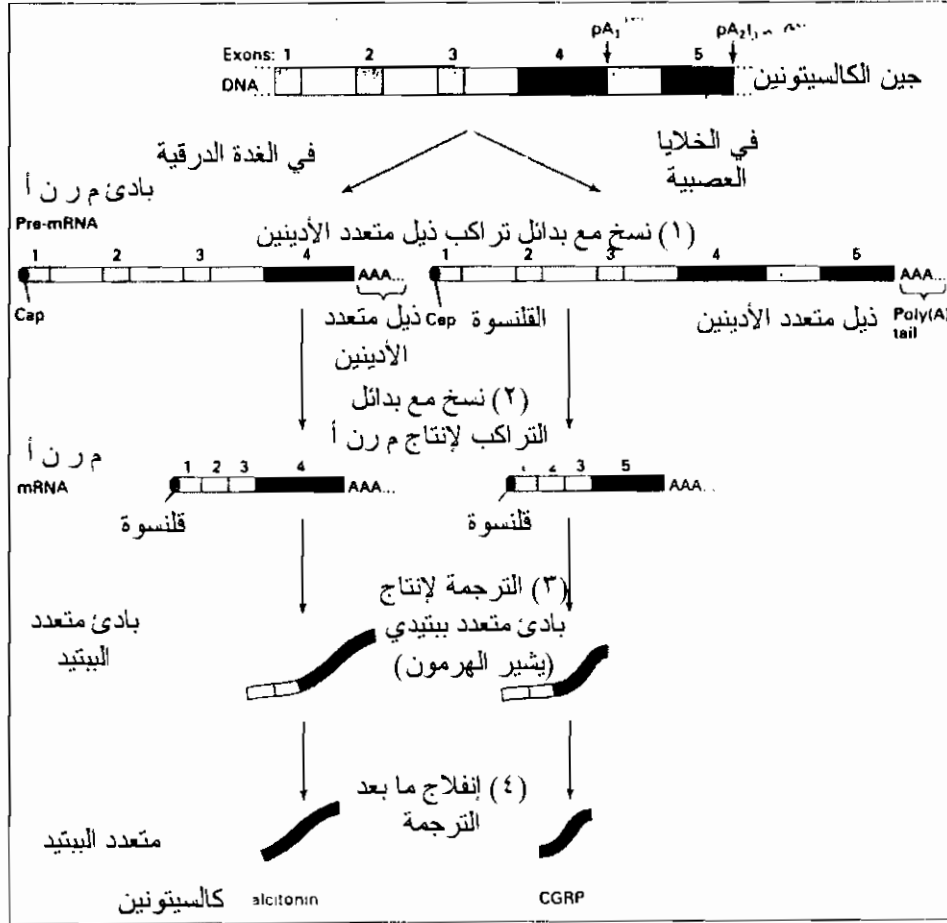 pA₁ pA₂
Exons: 1 2 3 4 5
DNA جين الكالسيتونين
في الغدة الدرقية
في الخلايا
العصبية
بادئ م ر ن أ
Pre-mRNA
(١) نسخ مع بدائل تراكب ذيل متعدد الأدينين
1 2 3 4 AAA...
1 2 3 4 5 AAA...
Cap
ذيل متعدد
الأدينين
Cap القلنسوة
ذيل متعدد الأدينين
Poly(A)
tail
(٢) نسخ مع بدائل
التراكب لإنتاج م رن أ
م ر ن أ
mRNA
1 2 3 4 AAA...
2 3 5 AAA...
قلنسوة
قلنسوة
(٣) الترجمة لإنتاج
بادئ متعدد ببتيدي
(يشير الهرمون)
بادئ متعدد
الببتيد
(٤) إنفلاج ما بعد
الترجمة
متعدد الببتيد
كالسيتونين alcitonin
CGRP